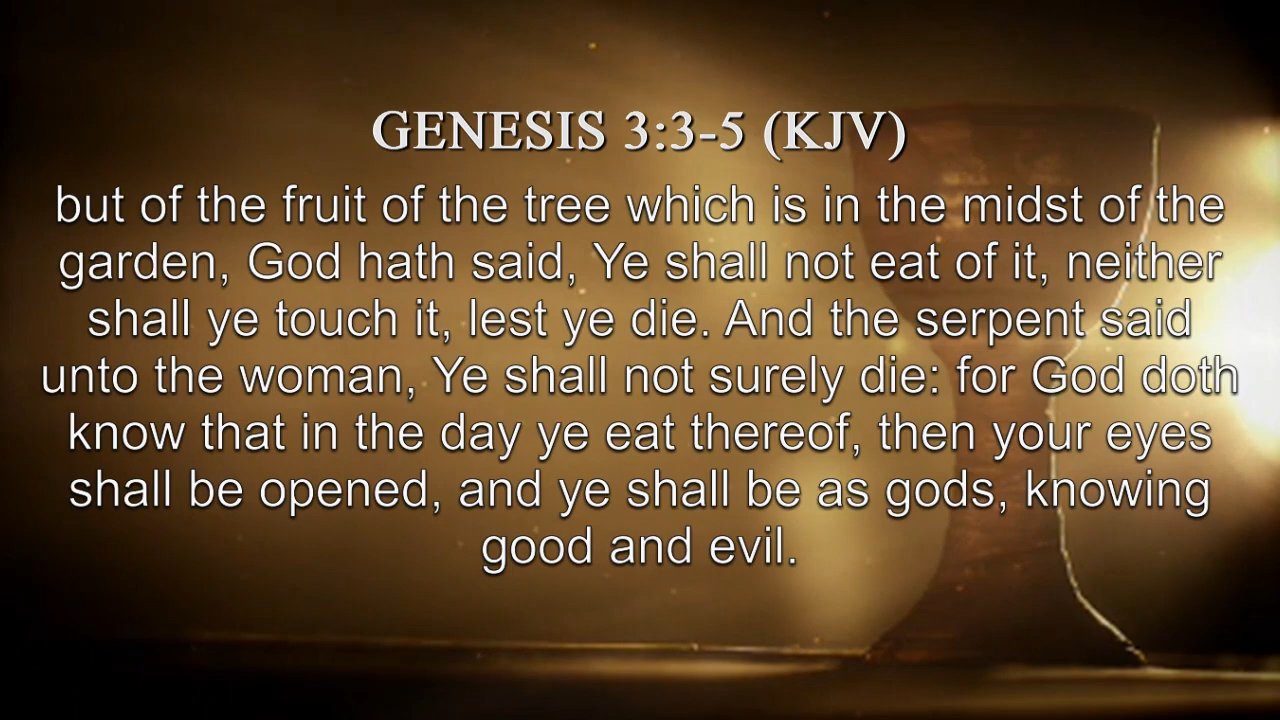 GENESIS 3:3-5 (KJV)
but of the fruit of the tree which is in the midst of the
garden, God hath said, Ye shall not eat of it, neither
shall ye touch it, lest ye die. And the serpent said
unto the woman, Ye shall not surely die: for God doth
know that in the day ye eat thereof, then your eyes
shall be opened, and ye shall be as gods, knowing
good and evil.